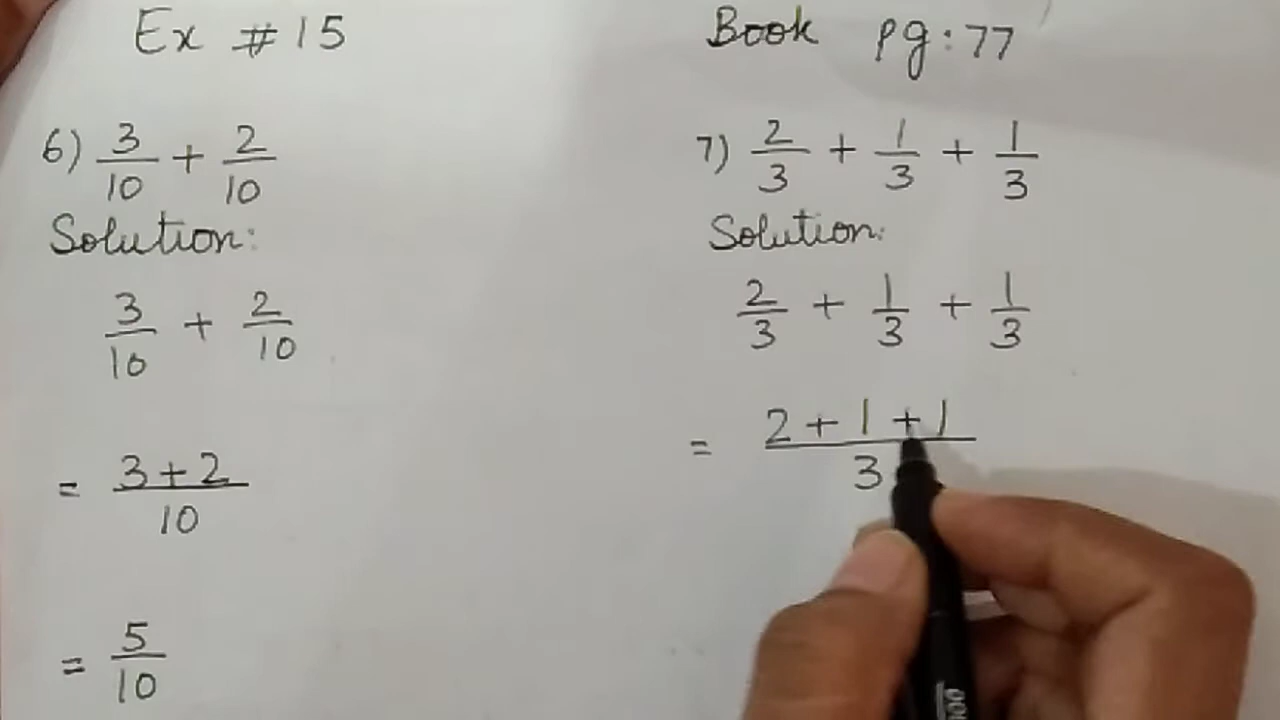 Ex #15
6) 3/10 + 2/10
Solution:
3/10 + 2/10
= 3+2/10
= 5/10
Book pg:77
7) 2/3 + 1/3 + 1/3
Solution:
2/3 + 1/3 + 1/3
= 2+1+1/3